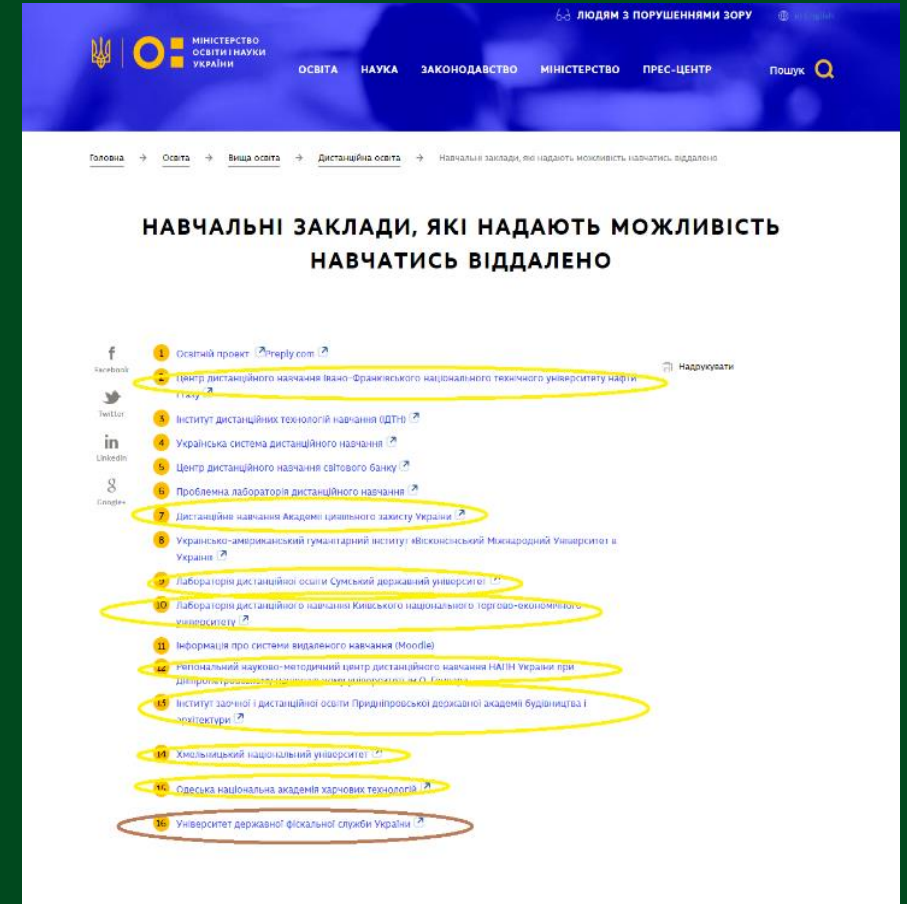 ЛЮДЯМ З ПОРУШЕННЯМИ ЗОРУ
МІНІСТЕРСТВО
ОСВІТИ І НАУКИ
УКРАЇНИ
ОСВІТА НАУКА ЗАКОНОДАВСТВО МІНІСТЕРСТВО ПРЕС-ЦЕНТР Пошук
Головна → Освіта → Вища освіта → Дистанційна освіта → Навчальні заклади, які надають можливість навчатись віддалено
НАВЧАЛЬНІ ЗАКЛАДИ, ЯКІ НАДАЮТЬ МОЖЛИВІСТЬ
НАВЧАТИСЬ ВІДДАЛЕНО
Facebook
Twitter
LinkedIn
Google+
Надрукувати
1 Освітній проект Preply.com
2 Центр дистанційного навчання Івано-Франківського національного технічного університету нафти
і газу
3 Інститут дистанційних технологій навчання (ІДТН)
4 Українська система дистанційного навчання
5 Центр дистанційного навчання світового банку
6 Проблемна лабораторія дистанційного навчання
7 Дистанційне навчання Академії цивільного захисту України
8 Українсько-американський гуманітарний інститут «Вісконсінський Міжнародний Університет в
Україні
9 Лабораторія дистанційної освіти Сумський державний університет
10 Лабораторія дистанційного навчання Київського національного торгово-економічного
університету
11 Інформація про системи видаленого навчання (Moodle)
12 Регіональний науково-методичний центр дистанційного навчання НАПН України при
13 Інститут заочної і дистанційної освіти Придніпровської державної академії будівництва і
архітектури
14 Хмельницький національний університет
15 Одеська національна академія харчових технологій
16 Університет державної фіскальної служби України